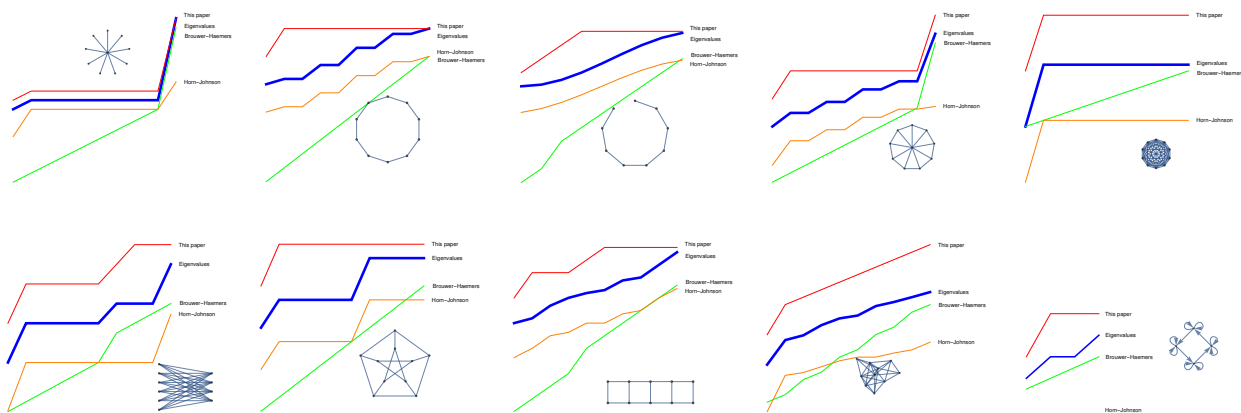 This paper
Eigenvalues
Brouwer-Haemers
Horn-Johnson
This paper
Eigenvalues
Horn-Johnson
Brouwer-Haemers
This paper
Eigenvalues
Brouwer-Haemers
Horn-Johnson
This paper
Eigenvalues
Brouwer-Haemers
Horn-Johnson
This paper
Eigenvalues
Brouwer-Haemers
Horn-Johnson
This paper
Eigenvalues
Brouwer-Haemers
Horn-Johnson
This paper
Eigenvalues
Brouwer-Haemers
Horn-Johnson
This paper
Eigenvalues
Brouwer-Haemers
Horn-Johnson
This paper
Eigenvalues
Brouwer-Haemers
Horn-Johnson
This paper
Eigenvalues
Brouwer-Haemers
Horn-Johnson